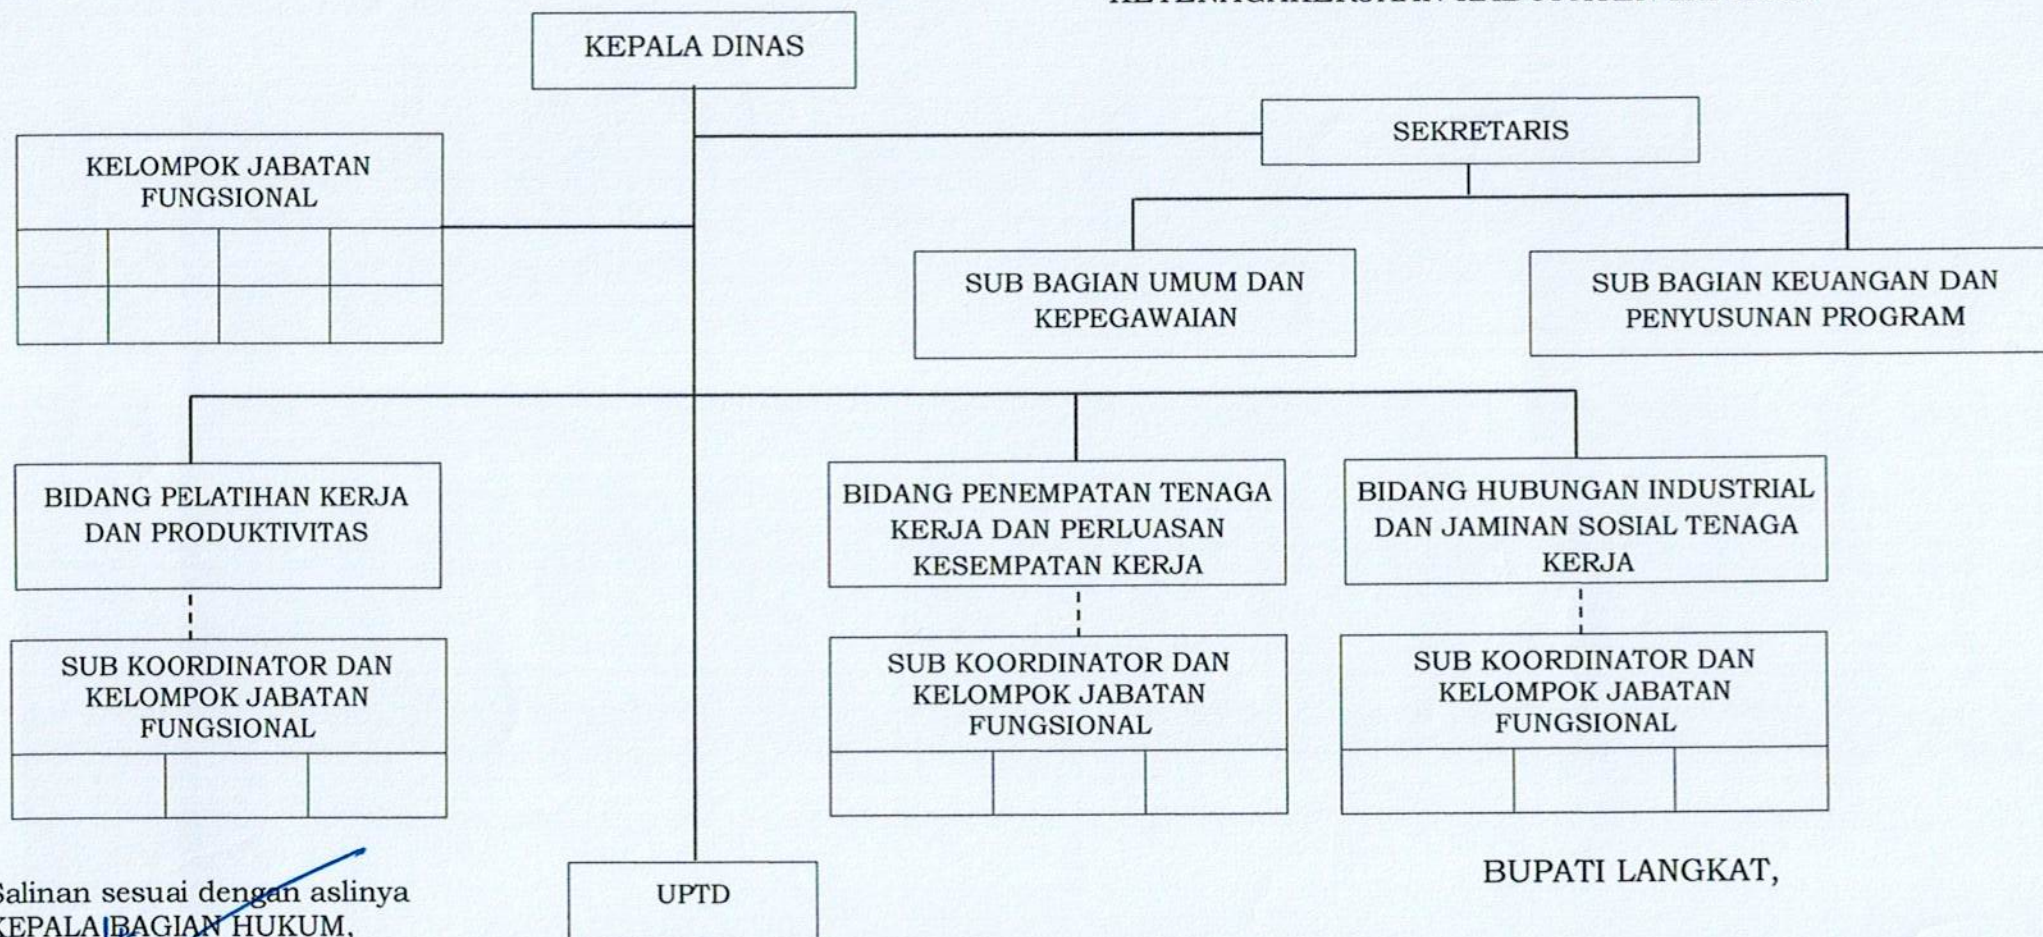 KEPALA DINAS
SEKRETARIS
KELOMPOK JABATAN
FUNGSIONAL
SUB BAGIAN UMUM DAN
KEPEGAWAIAN
SUB BAGIAN KEUANGAN DAN
PENYUSUNAN PROGRAM
BIDANG PELATIHAN KERJA
DAN PRODUKTIVITAS
BIDANG PENEMPATAN TENAGA
KERJA DAN PERLUASAN
KESEMPATAN KERJA
BIDANG HUBUNGAN INDUSTRIAL
DAN JAMINAN SOSIAL TENAGA
KERJA
SUB KOORDINATOR DAN
KELOMPOK JABATAN
FUNGSIONAL
SUB KOORDINATOR DAN
KELOMPOK JABATAN
FUNGSIONAL
SUB KOORDINATOR DAN
KELOMPOK JABATAN
FUNGSIONAL
BUPATI LANGKAT,
UPTD
Salinan sesuai dengan aslinya
KEPALA BAGIAN HUKUM,